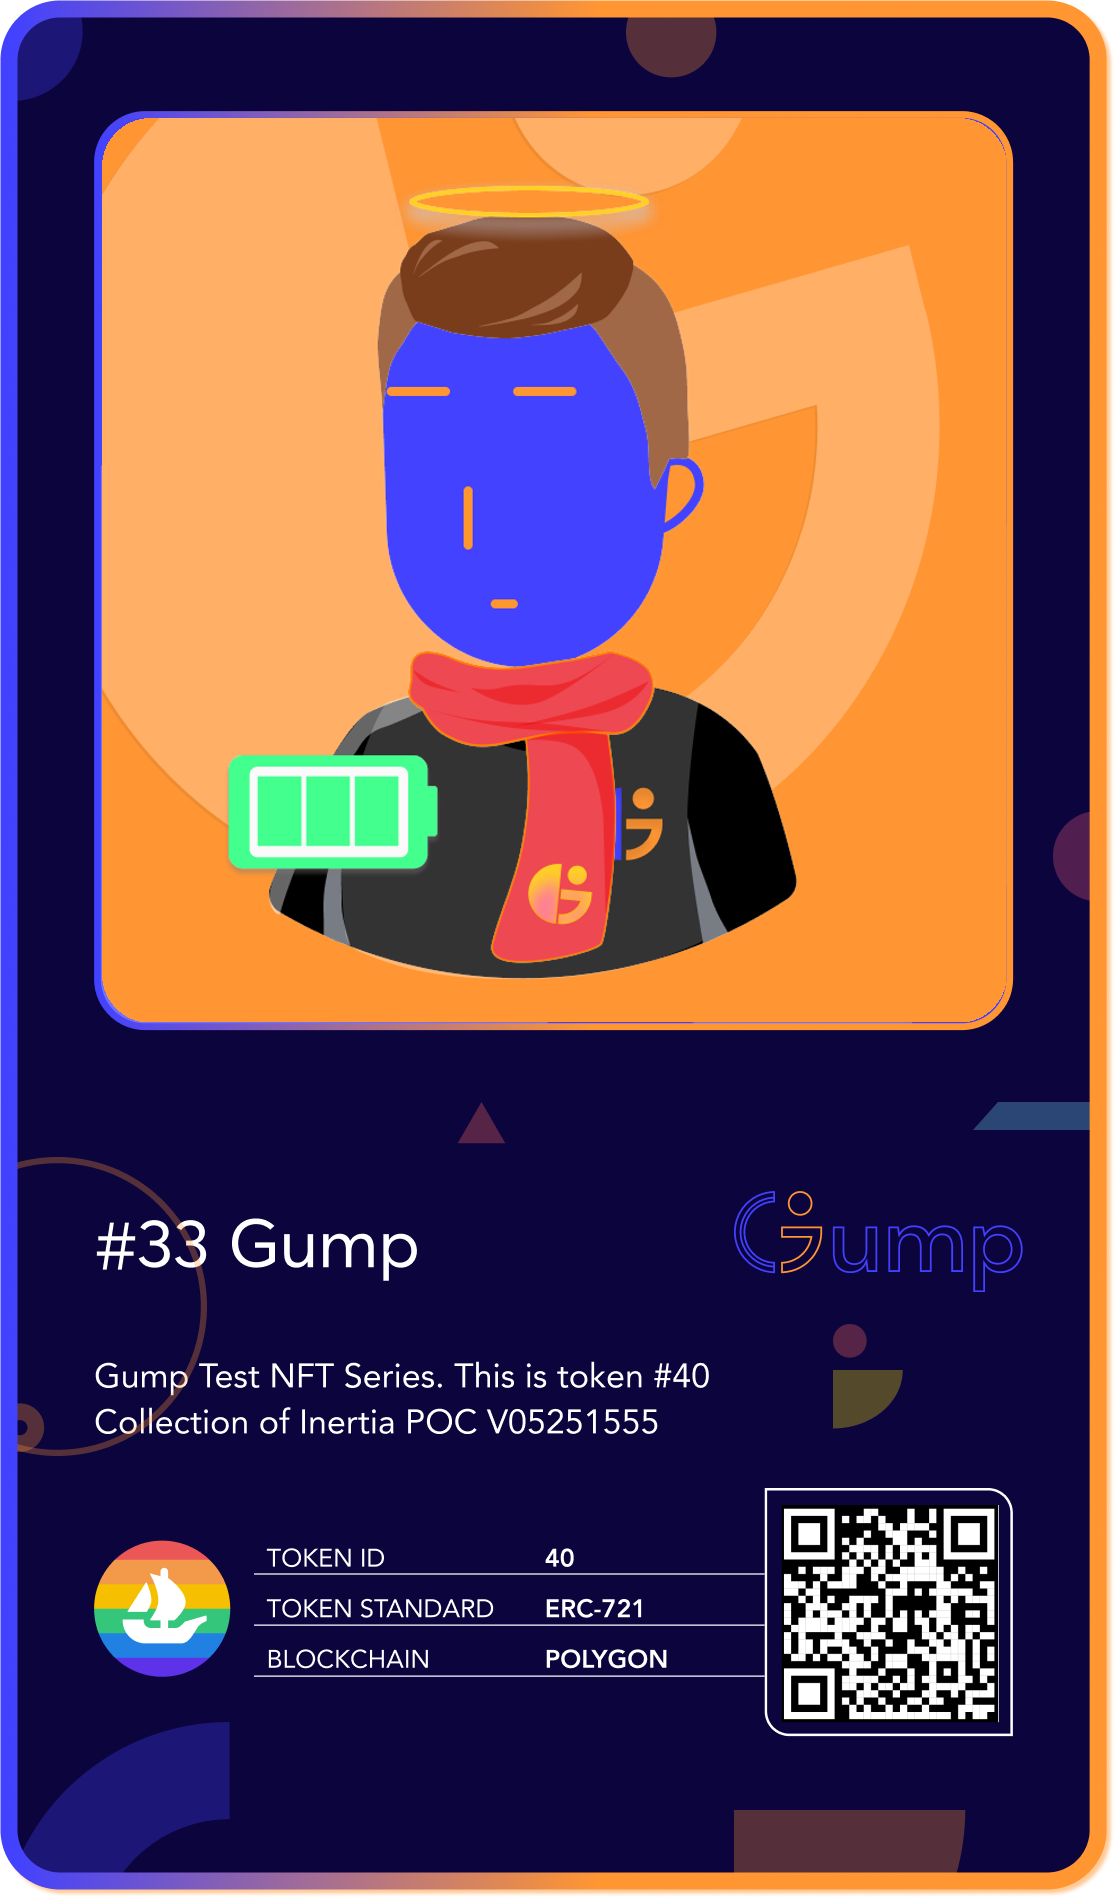 #33 Gump
Gump
Gump Test NFT Series. This is token #40
Collection of Inertia POC V05251555
TOKEN ID 40
TOKEN STANDARD ERC-721
BLOCKCHAIN POLYGON